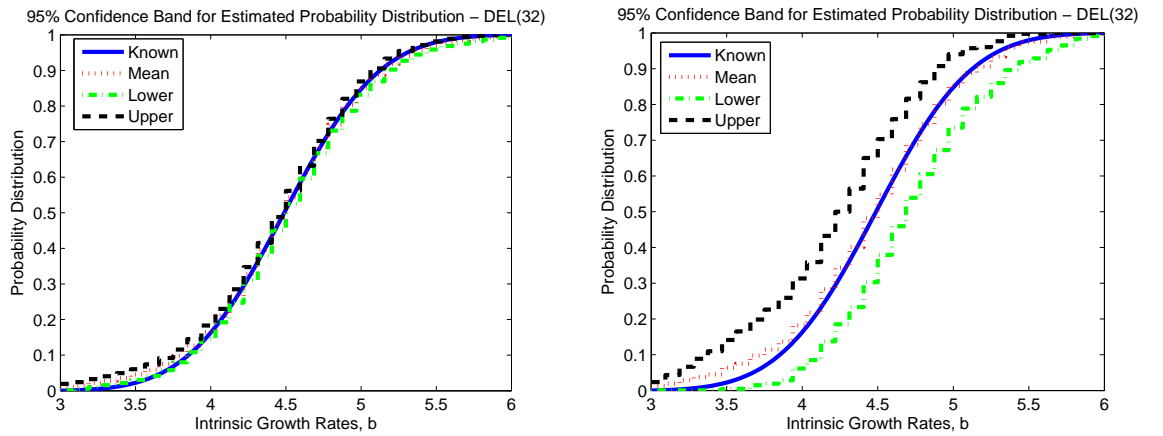 95% Confidence Band for Estimated Probability Distribution − DEL(32)
1
0.9
0.8
0.7
0.6
0.5
0.4
0.3
0.2
0.1
0
Probability Distribution
Known
Mean
Lower
Upper
3
3.5
4
4.5
5
5.5
6
Intrinsic Growth Rates, b
95% Confidence Band for Estimated Probability Distribution − DEL(32)
1
0.9
0.8
0.7
0.6
0.5
0.4
0.3
0.2
0.1
0
Probability Distribution
Known
Mean
Lower
Upper
3
3.5
4
4.5
5
5.5
6
Intrinsic Growth Rates, b